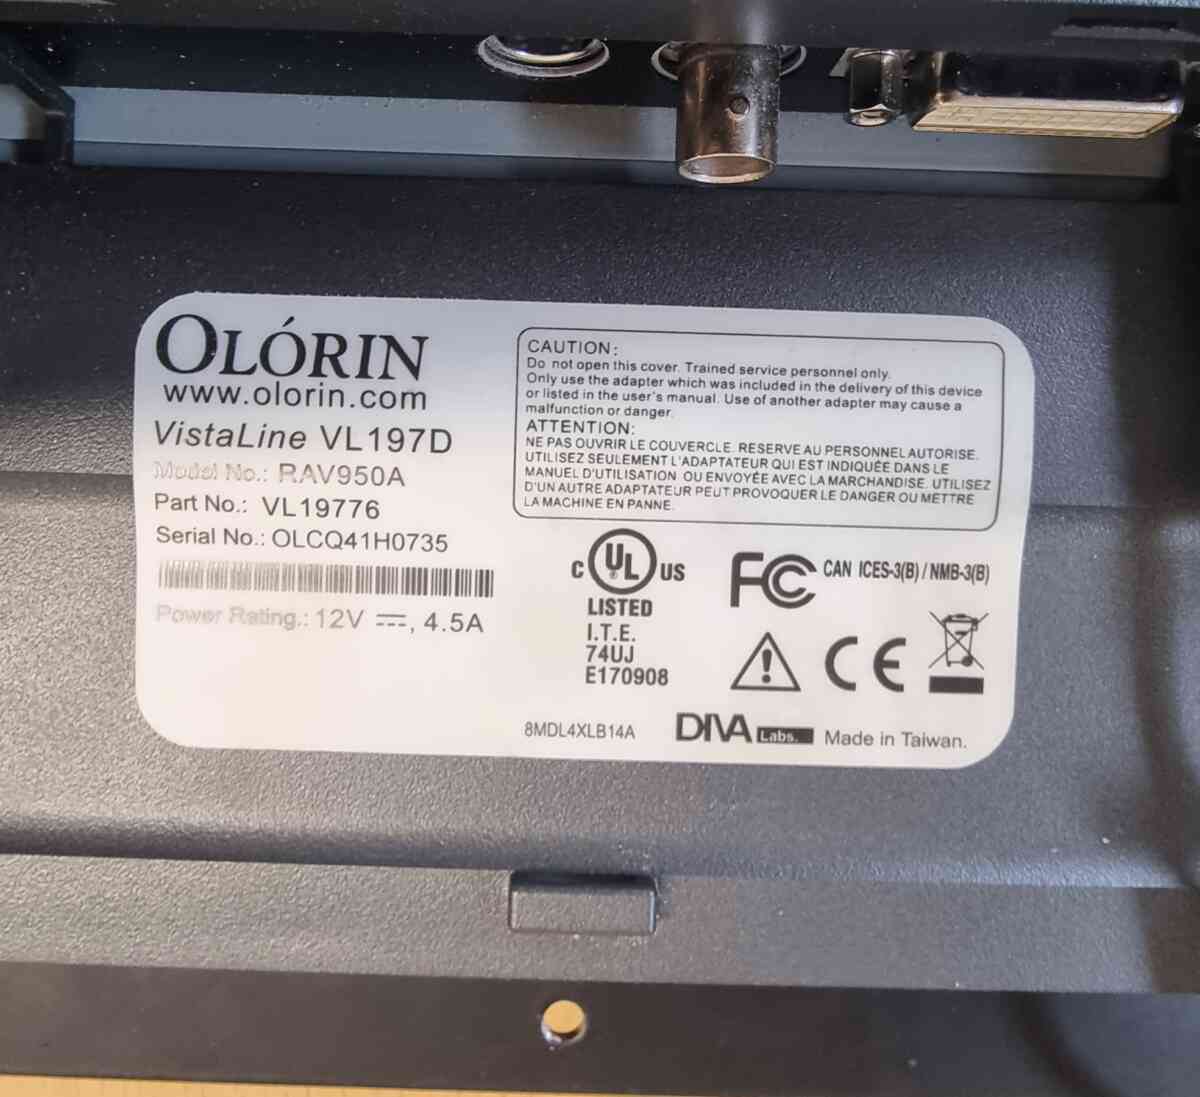 OLÓRIN
www.olorin.com
VistaLine VL197D
Model No.: RAV950A
Part No.: VL19776
Serial No.: OLCQ41H0735
Power Rating.: 12V ⎓, 4.5A
CAUTION:
Do not open this cover. Trained service personnel only.
Only use the adapter which was included in the delivery of this device
or listed in the user's manual. Use of another adapter may cause a
malfunction or danger.
ATTENTION:
NE PAS OUVRIR LE COUVERCLE. RESERVE AU PERSONNEL AUTORISE.
UTILISEZ SEULEMENT L'ADAPTATEUR QUI EST INDIQUÉE DANS LE
MANUEL D'UTILISATION OU ENVOYÉE AVEC LA MARCHANDISE. UTILISEZ
D'UN AUTRE ADAPTATEUR PEUT PROVOQUER LE DANGER OU METTRE
LA MACHINE EN PANNE.
C UL ® US
LISTED
I.T.E.
74UJ
E170908
FC CAN ICES-3(B) / NMB-3(B)
CE
8MDL4XLB14A
DIVA Labs. Made in Taiwan.